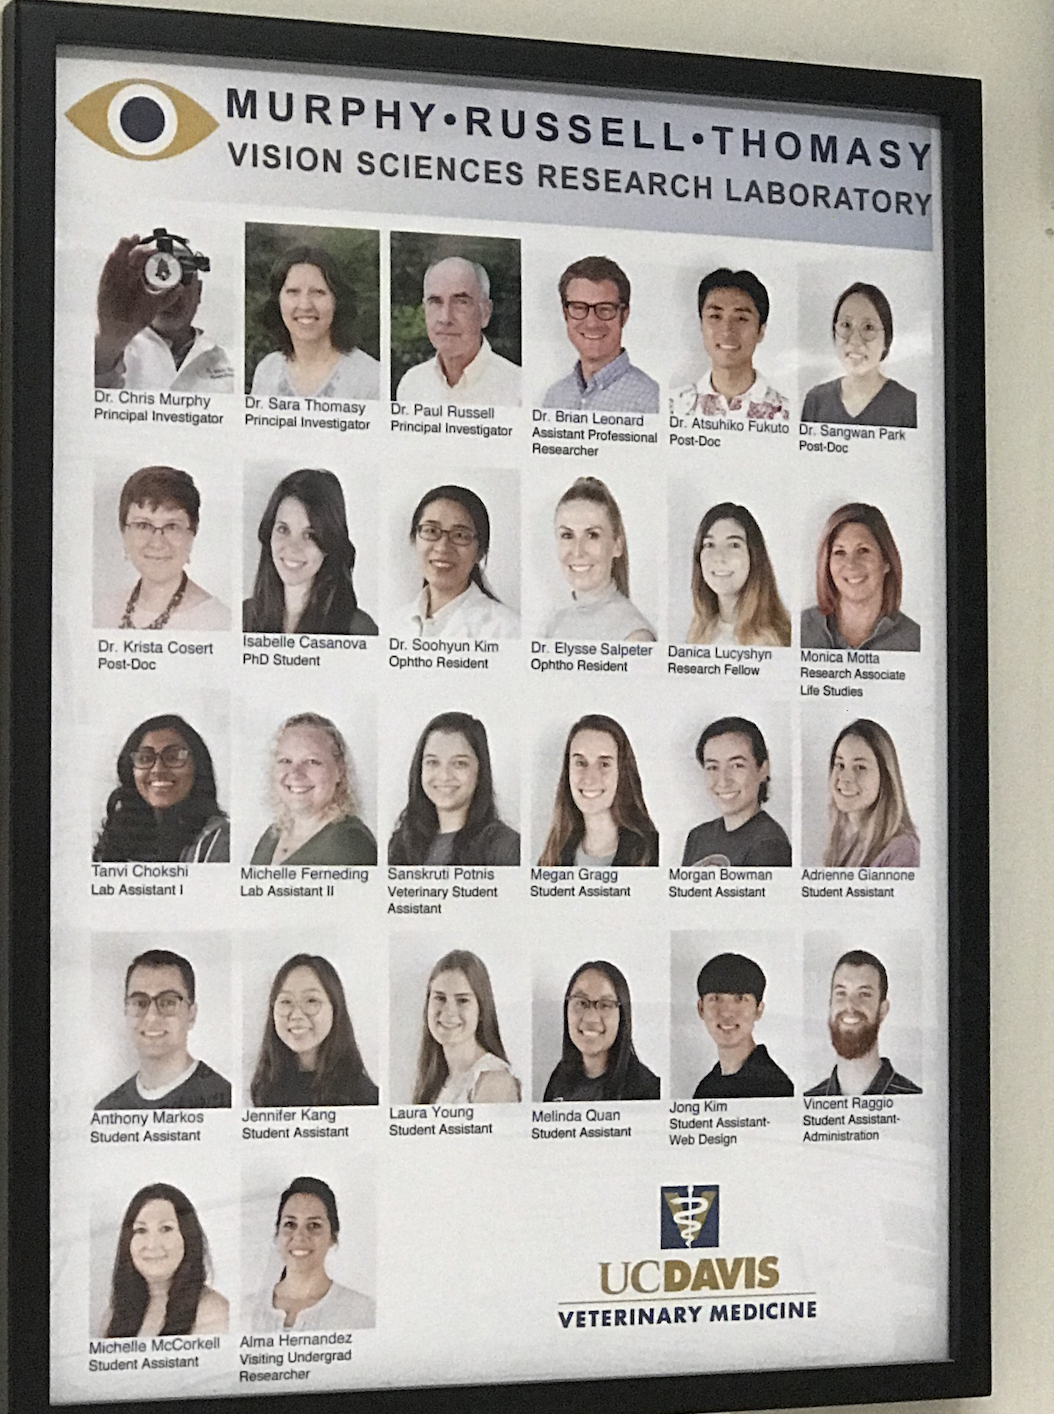 MURPHY•RUSSELL•THOMASY
VISION SCIENCES RESEARCH LABORATORY
Dr. Chris Murphy
Principal Investigator
Dr. Sara Thomasy
Principal Investigator
Dr. Paul Russell
Principal Investigator
Dr. Brian Leonard
Assistant Professional
Researcher
Dr. Atsuhiko Fukuto
Post-Doc
Dr. Sangwan Park
Post-Doc
Dr. Krista Cosert
Post-Doc
Isabelle Casanova
PhD Student
Dr. Soohyun Kim
Ophto Resident
Dr. Elysse Salpeter
Ophto Resident
Danica Lucyshyn
Research Fellow
Monica Motta
Research Associate
Life Studies
Tanvi Chokshi
Lab Assistant I
Michelle Ferneding
Lab Assistant II
Sanskruti Potnis
Veterinary Student
Assistant
Megan Gragg
Student Assistant
Morgan Bowman
Student Assistant
Adrienne Giannone
Student Assistant
Anthony Markos
Student Assistant
Jennifer Kang
Student Assistant
Laura Young
Student Assistant
Melinda Quan
Student Assistant
Jong Kim
Student Assistant-
Web Design
Vincent Raggio
Student Assistant-
Administration
Michelle McCorkell
Student Assistant
Alma Hernandez
Visiting Undergrad
Researcher
UCDAVIS
VETERINARY MEDICINE